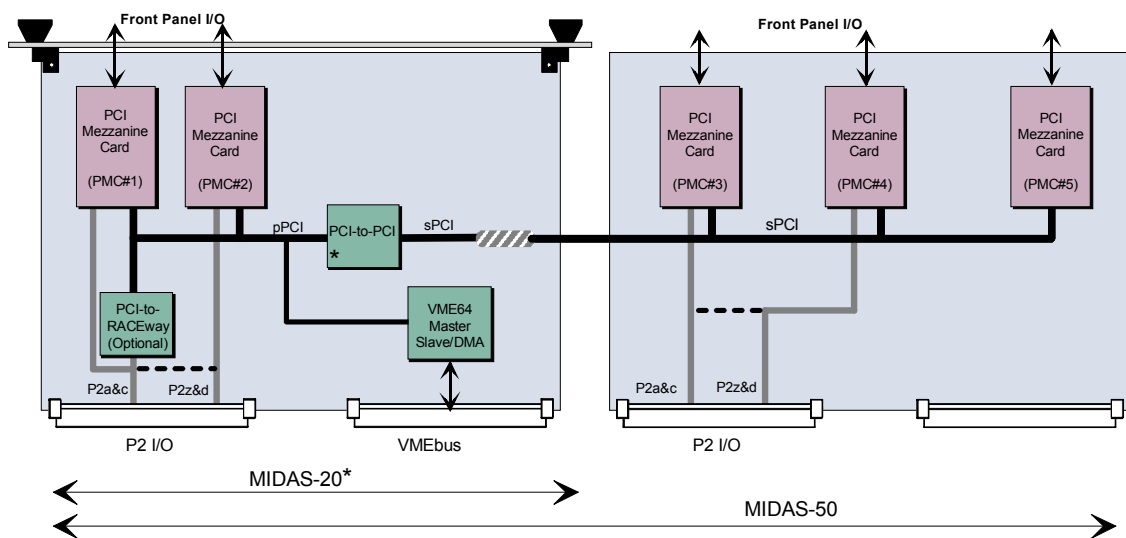 Front Panel I/O
Front Panel I/O
PCI
Mezzanine
Card
(PMC#1)
PCI
Mezzanine
Card
(PMC#2)
PCI
Mezzanine
Card
(PMC#3)
PCI
Mezzanine
Card
(PMC#4)
PCI
Mezzanine
Card
(PMC#5)
pPCI
PCI-to-PCI
*
sPCI
sPCI
PCI-to-
RACEway
(Optional)
VME64
Master
Slave/DMA
P2a&c
P2z&d
P2a&c
P2z&d
P2 I/O
VMEbus
P2 I/O
MIDAS-20*
MIDAS-50